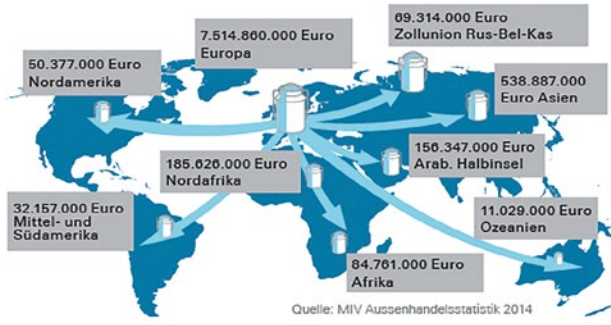 69.314.000 Euro
Zollunion Rus-Bel-Kas
7.514.860.000 Euro
Europa
50.377.000 Euro
Nordamerika
538.887.000
Euro Asien
185.626.000 Euro
Nordafrika
156.347.000 Euro
Arab. Halbinsel
32.157.000 Euro
Mittel- und
Südamerika
11.029.000 Euro
Ozeanien
84.761.000 Euro
Afrika
Quelle: MIV Aussenhandelsstatistik 2014